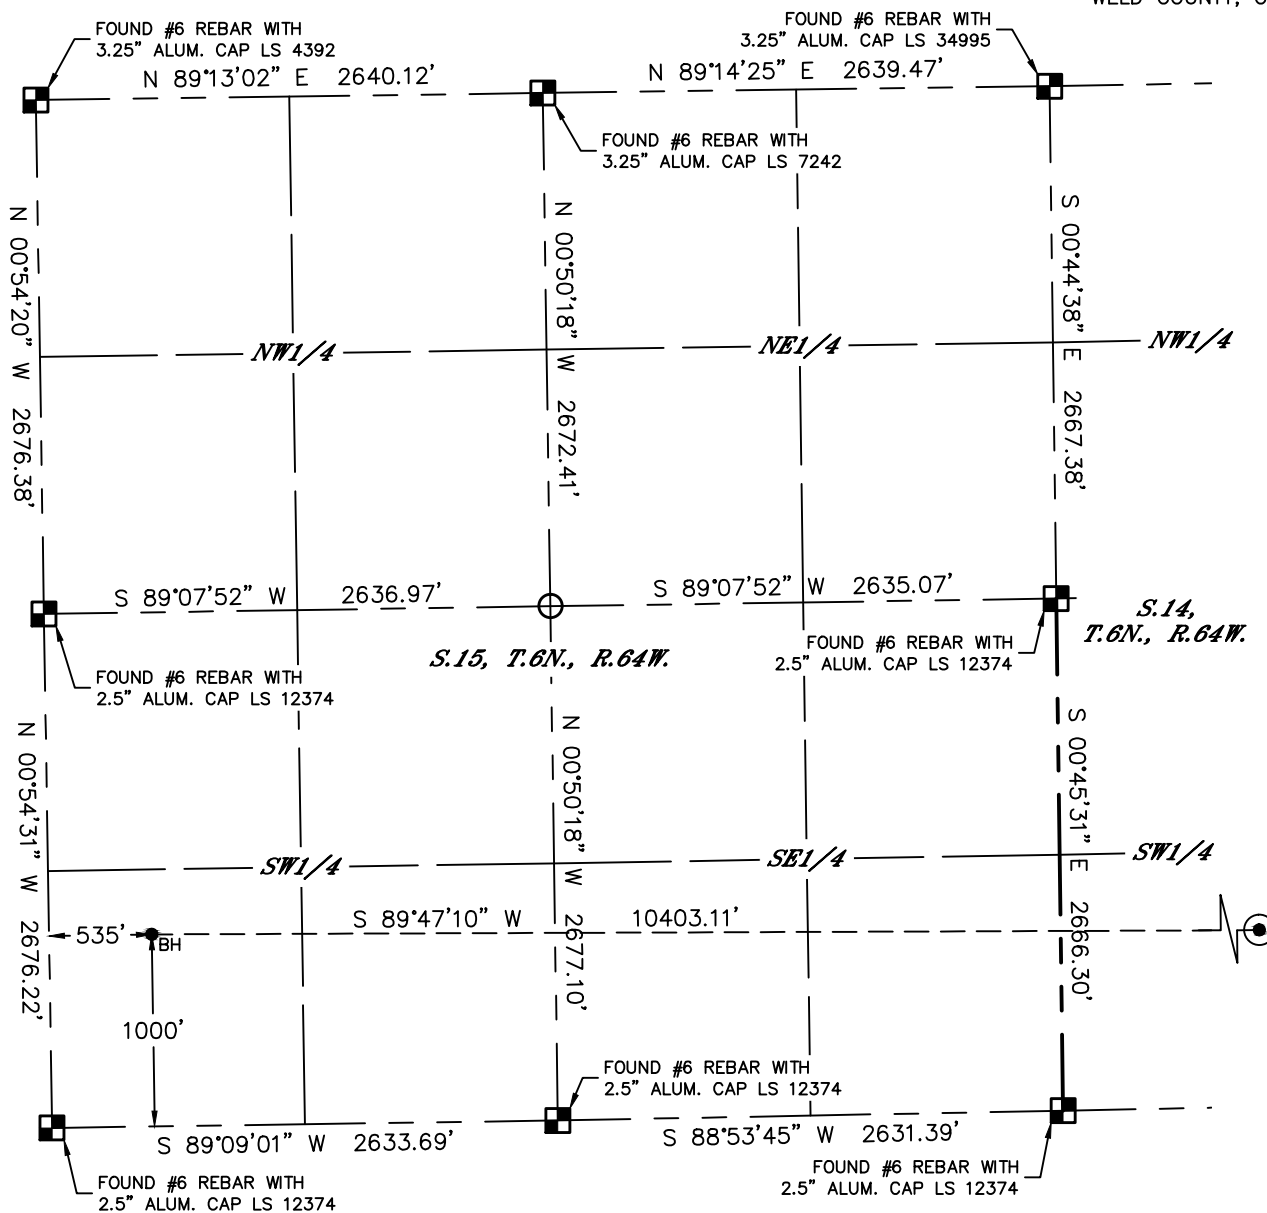 WELD COUNTY, C
FOUND #6 REBAR WITH
3.25" ALUM. CAP LS 4392
FOUND #6 REBAR WITH
3.25" ALUM. CAP LS 34995
N 89°13'02" E 2640.12'
N 89°14'25" E 2639.47'
FOUND #6 REBAR WITH
3.25" ALUM. CAP LS 7242
N 00°54'20" W 2676.38'
N 00°50'18" W 2672.41'
S 00°44'38" E 2667.38'
NW1/4
NE1/4
NW1/4
S 89°07'52" W 2636.97'
S 89°07'52" W 2635.07'
S.14,
T.6N., R.64W.
S.15, T.6N., R.64W.
FOUND #6 REBAR WITH
2.5" ALUM. CAP LS 12374
FOUND #6 REBAR WITH
2.5" ALUM. CAP LS 12374
N 00°54'31" W 2676.22'
N 00°50'18" W 2677.10'
S 00°45'31" E 2666.30'
SW1/4
SE1/4
SW1/4
535'
BH
S 89°47'10" W 10403.11'
1000'
FOUND #6 REBAR WITH
2.5" ALUM. CAP LS 12374
S 89°09'01" W 2633.69'
S 88°53'45" W 2631.39'
FOUND #6 REBAR WITH
2.5" ALUM. CAP LS 12374
FOUND #6 REBAR WITH
2.5" ALUM. CAP LS 12374